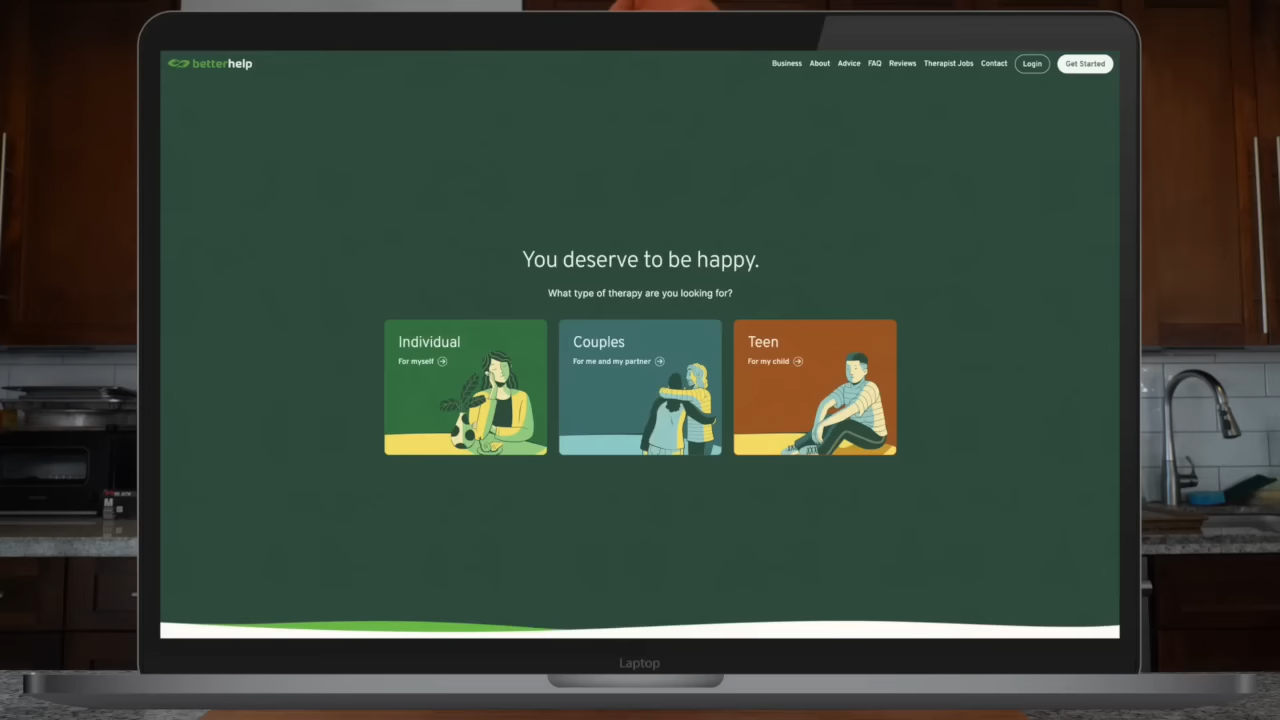 betterhelp
Business About Advice FAQ Reviews Therapist Jobs Contact Login Get Started
You deserve to be happy.
What type of therapy are you looking for?
Individual
For myself
Couples
For me and my partner
Teen
For my child
Laptop